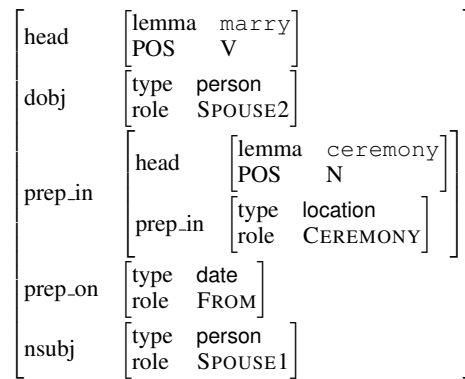 head lemma marry
POS V
dobj type person
role SPOUSE2
prep_in head lemma ceremony
POS N
prep_in type location
role CEREMONY
prep_on type date
role FROM
nsubj type person
role SPOUSE1